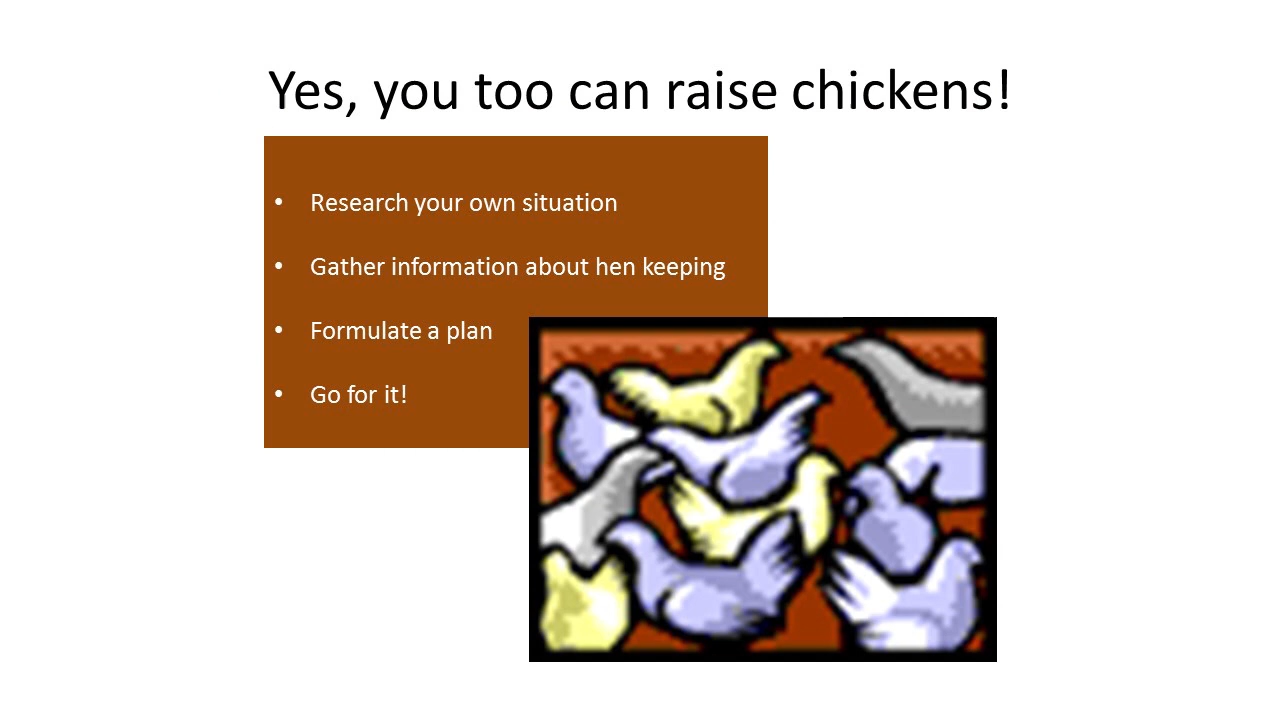 Yes, you too can raise chickens!
• Research your own situation
• Gather information about hen keeping
• Formulate a plan
• Go for it!